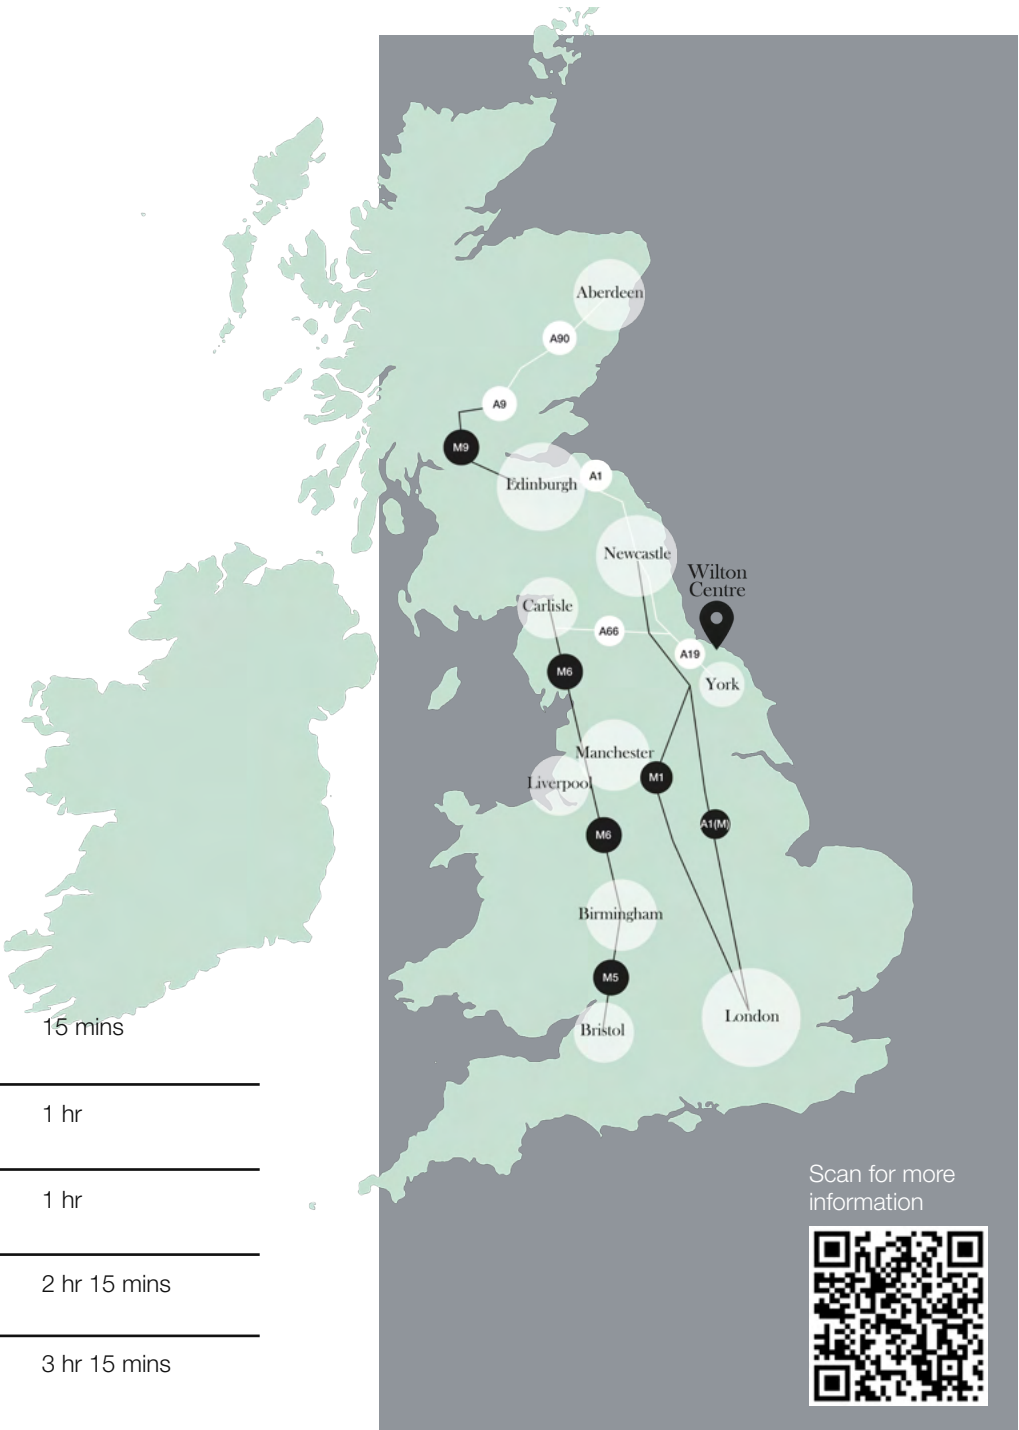 Aberdeen
A90
A9
M9
Edinburgh
A1
Newcastle
Wilton
Centre
Carlisle
A66
A19
M6
York
Manchester
Liverpool
M1
M6
A1(M)
Birmingham
M5
London
Bristol
15 mins
1 hr
1 hr
2 hr 15 mins
3 hr 15 mins
Scan for more
information